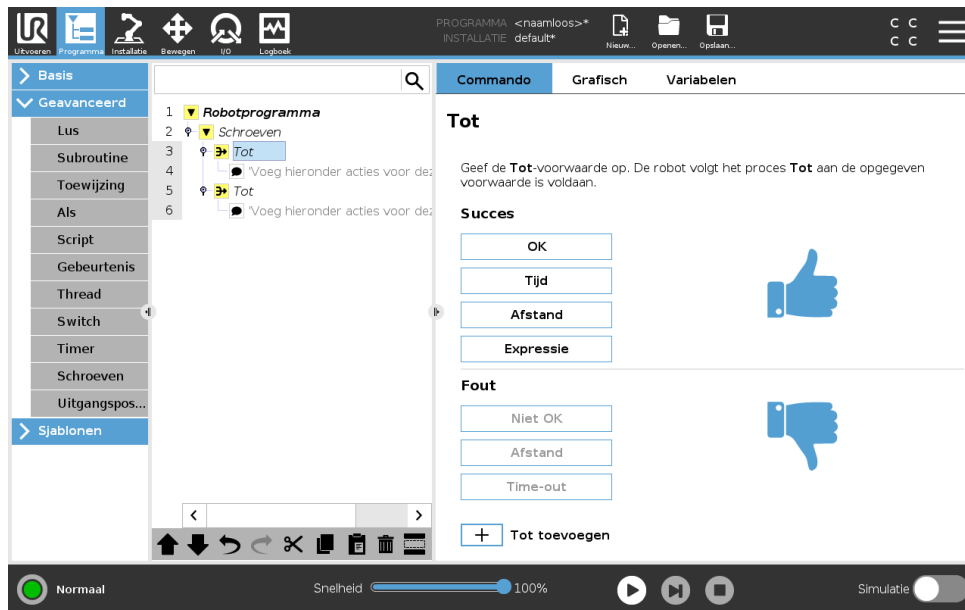 UR
Uitvoeren Programma Installatie Bewegen I/O Logboek
PROGRAMMA <naamloos>*
INSTALLATIE default*
Nieuw... Openen... Opslaan...
C C
C C
Basis
Geavanceerd
Lus
Subroutine
Toewijzing
Als
Script
Gebeurtenis
Thread
Switch
Timer
Schroeven
Uitgangspos...
Sjablonen
1 Robotprogramma
2 Schroeven
3 Tot
4 'Voeg hieronder acties voor dez
5 Tot
6 'Voeg hieronder acties voor dez
Commando Grafisch Variabelen
Tot
Geef de Tot-voorwaarde op. De robot volgt het proces Tot aan de opgegeven
voorwaarde is voldaan.
Succes
OK
Tijd
Afstand
Expressie
Fout
Niet OK
Afstand
Time-out
+ Tot toevoegen
Normaal
Snelheid 100%
Simulatie